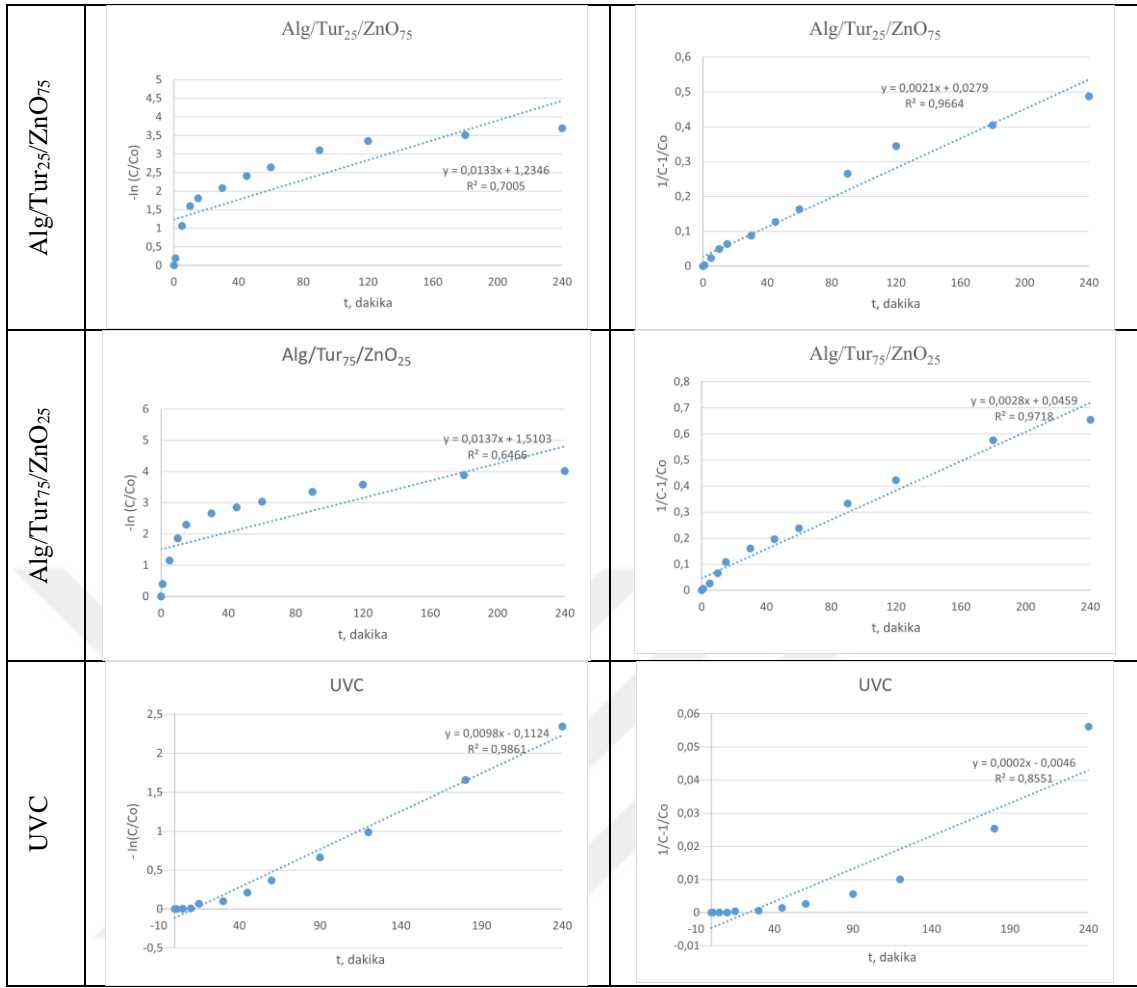 Alg/Tur25/ZnO75
Alg/Tur25/ZnO75
5
4,5
4
3,5
3
2,5
2
1,5
1
0,5
0
-ln (C/Co)
y = 0,0133x + 1,2346
R² = 0,7005
0 40 80 120 160 200 240
t, dakika
Alg/Tur25/ZnO75
0,6
0,5
0,4
0,3
0,2
0,1
0
1/C-1/Co
y = 0,0021x + 0,0279
R² = 0,9664
0 40 80 120 160 200 240
t, dakika
Alg/Tur75/ZnO25
Alg/Tur75/ZnO25
6
5
4
3
2
1
0
-ln (C/Co)
y = 0,0137x + 1,5103
R² = 0,6466
0 40 80 120 160 200 240
t, dakika
Alg/Tur75/ZnO25
0,8
0,7
0,6
0,5
0,4
0,3
0,2
0,1
0
1/C-1/Co
y = 0,0028x + 0,0459
R² = 0,9718
0 40 80 120 160 200 240
t, dakika
UVC
UVC
2,5
2
1,5
1
0,5
0
-0,5
- ln(C/Co)
y = 0,0098x - 0,1124
R² = 0,9861
-10 40 90 140 190 240
t, dakika
UVC
0,06
0,05
0,04
0,03
0,02
0,01
0
-0,01
1/C-1/Co
y = 0,0002x - 0,0046
R² = 0,8551
-10 40 90 140 190 240
t, dakika